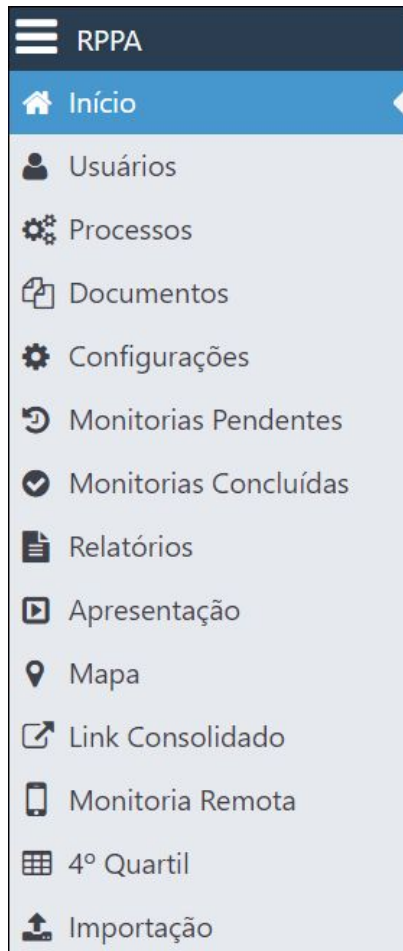 RPPA
Início
Usuários
Processos
Documentos
Configurações
Monitorias Pendentes
Monitorias Concluídas
Relatórios
Apresentação
Mapa
Link Consolidado
Monitoria Remota
4º Quartil
Importação